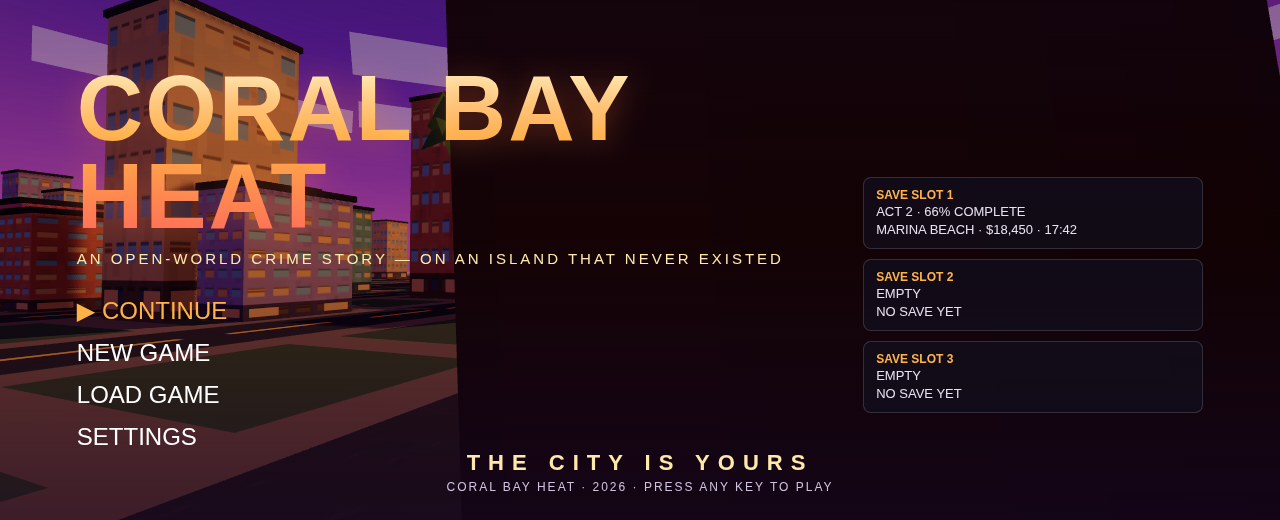 CORAL BAY
HEAT
AN OPEN-WORLD CRIME STORY — ON AN ISLAND THAT NEVER EXISTED
▶ CONTINUE
NEW GAME
LOAD GAME
SETTINGS
SAVE SLOT 1
ACT 2 · 66% COMPLETE
MARINA BEACH · $18,450 · 17:42
SAVE SLOT 2
EMPTY
NO SAVE YET
SAVE SLOT 3
EMPTY
NO SAVE YET
THE CITY IS YOURS
CORAL BAY HEAT · 2026 · PRESS ANY KEY TO PLAY